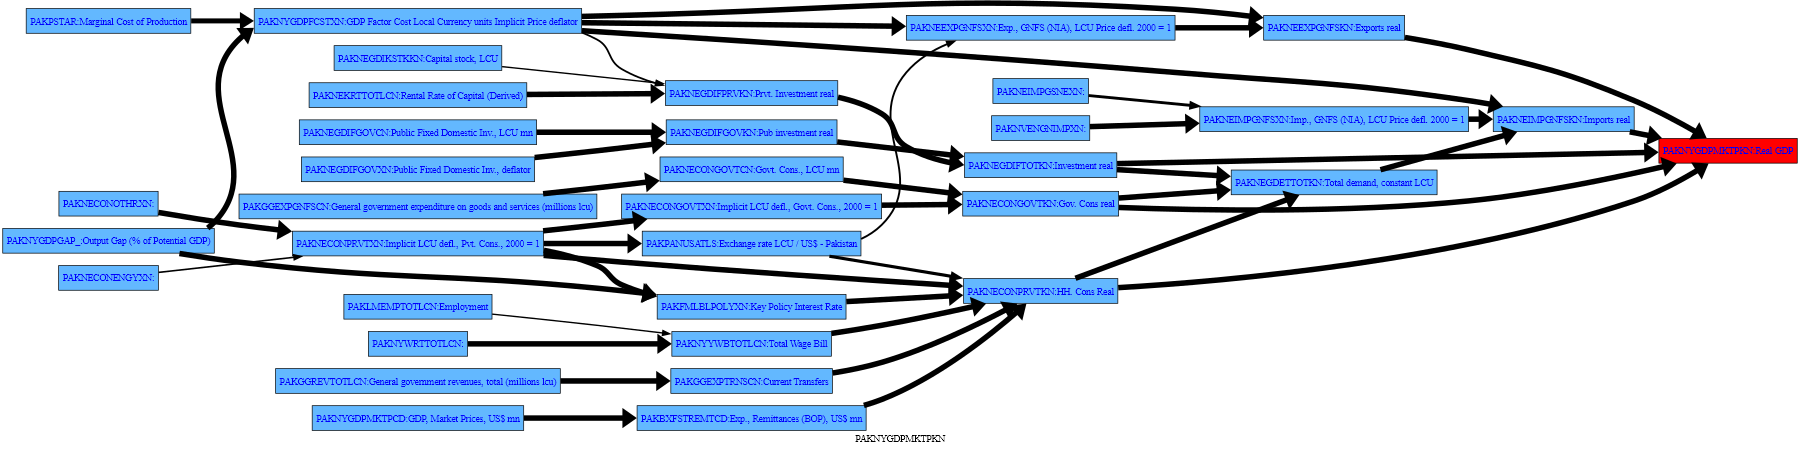 PAKPSTAR:Marginal Cost of Production
PAKNYGDPFCSTXN:GDP Factor Cost Local Currency units Implicit Price deflator
PAKNEEXPGNFSXN:Exp., GNFS (NIA), LCU Price defl. 2000 = 1
PAKNEEXPGNFSKN:Exports real
PAKNEGDIKSTKKN:Capital stock, LCU
PAKNEKRTTOTLCN:Rental Rate of Capital (Derived)
PAKNEGDIFPRVKN:Prvt. Investment real
PAKNEIMPGSNEXN:
PAKNEGDIFGOVCN:Public Fixed Domestic Inv., LCU mn
PAKNEGDIFGOVKN:Pub investment real
PAKNVENGNIMPXN:
PAKNEIMPGNFSXN:Imp., GNFS (NIA), LCU Price defl. 2000 = 1
PAKNEIMPGNFSKN:Imports real
PAKNYGDPMKTPKN:Real GDP
PAKNEGDIFGOVXN:Public Fixed Domestic Inv., deflator
PAKNECONGOVTCN:Govt. Cons., LCU mn
PAKNEGDIFTOTKN:Investment real
PAKNEGDETTOTKN:Total demand, constant LCU
PAKNECONOTHRXN:
PAKGGEXPGNFSCN:General government expenditure on goods and services (millions lcu)
PAKNECONGOVTXN:Implicit LCU defl., Govt. Cons., 2000 = 1
PAKNECONGOVTKN:Gov. Cons real
PAKNYGDPGAP_:Output Gap (% of Potential GDP)
PAKNECONPRVTXN:Implicit LCU defl., Pvt. Cons., 2000 = 1
PAKPANUSATLS:Exchange rate LCU / US$ - Pakistan
PAKNECONENGYXN:
PAKNECONPRVTKN:HH. Cons Real
PAKLMEMPTOTLCN:Employment
PAKFMLBLPOLYXN:Key Policy Interest Rate
PAKNYWRTTOTLCN:
PAKNYYWBTOTLCN:Total Wage Bill
PAKGGREVTOTLCN:General government revenues, total (millions lcu)
PAKGGEXPTRNSCN:Current Transfers
PAKNYGDPMKTPCD:GDP, Market Prices, US$ mn
PAKBXFSTREMTCD:Exp., Remittances (BOP), US$ mn
PAKNYGDPMKTPKN